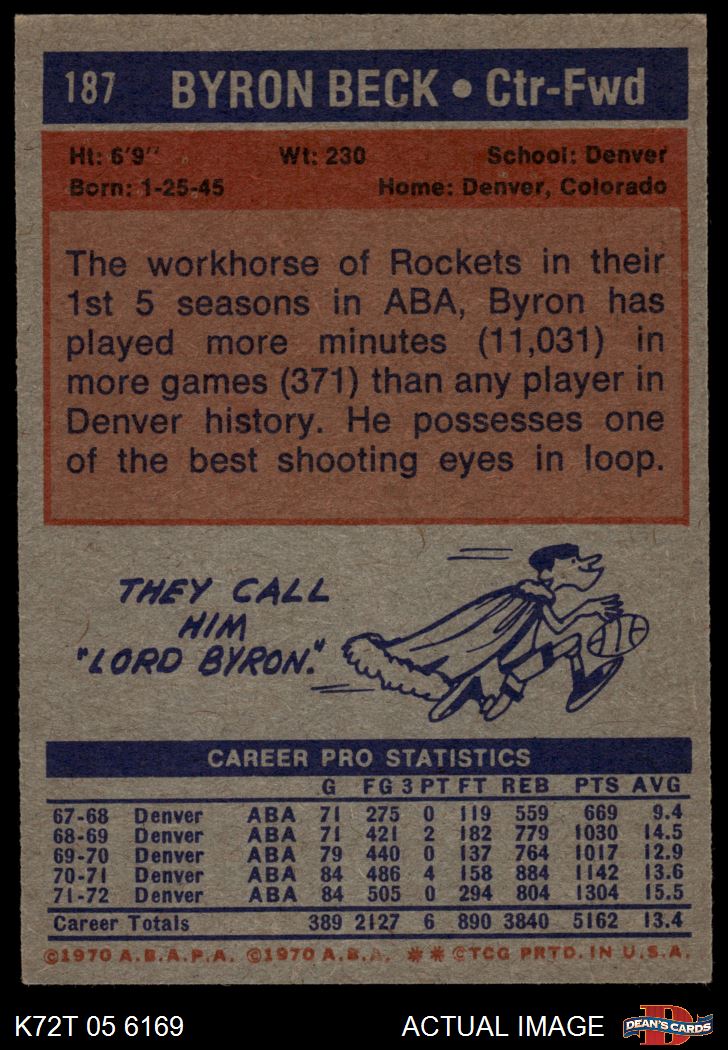 187 BYRON BECK • Ctr-Fwd
Ht: 6'9" Wt: 230 School: Denver
Born: 1-25-45 Home: Denver, Colorado
The workhorse of Rockets in their
1st 5 seasons in ABA, Byron has
played more minutes (11,031) in
more games (371) than any player in
Denver history. He possesses one
of the best shooting eyes in loop.
THEY CALL
HIM
"LORD BYRON."
CAREER PRO STATISTICS
G FG 3 PT FT REB PTS AVG
67-68 Denver ABA 71 275 0 119 559 669 9.4
68-69 Denver ABA 71 421 2 182 779 1030 14.5
69-70 Denver ABA 79 440 0 137 764 1017 12.9
70-71 Denver ABA 84 486 4 158 884 1142 13.6
71-72 Denver ABA 84 505 0 294 804 1304 15.5
Career Totals 389 2127 6 890 3840 5162 13.4
©1970 A.B.A.P.A. ©1970 A.B.A. ** ©TCG PRTD. IN U.S.A.
K72T 05 6169 ACTUAL IMAGE DEAN'S CARDS